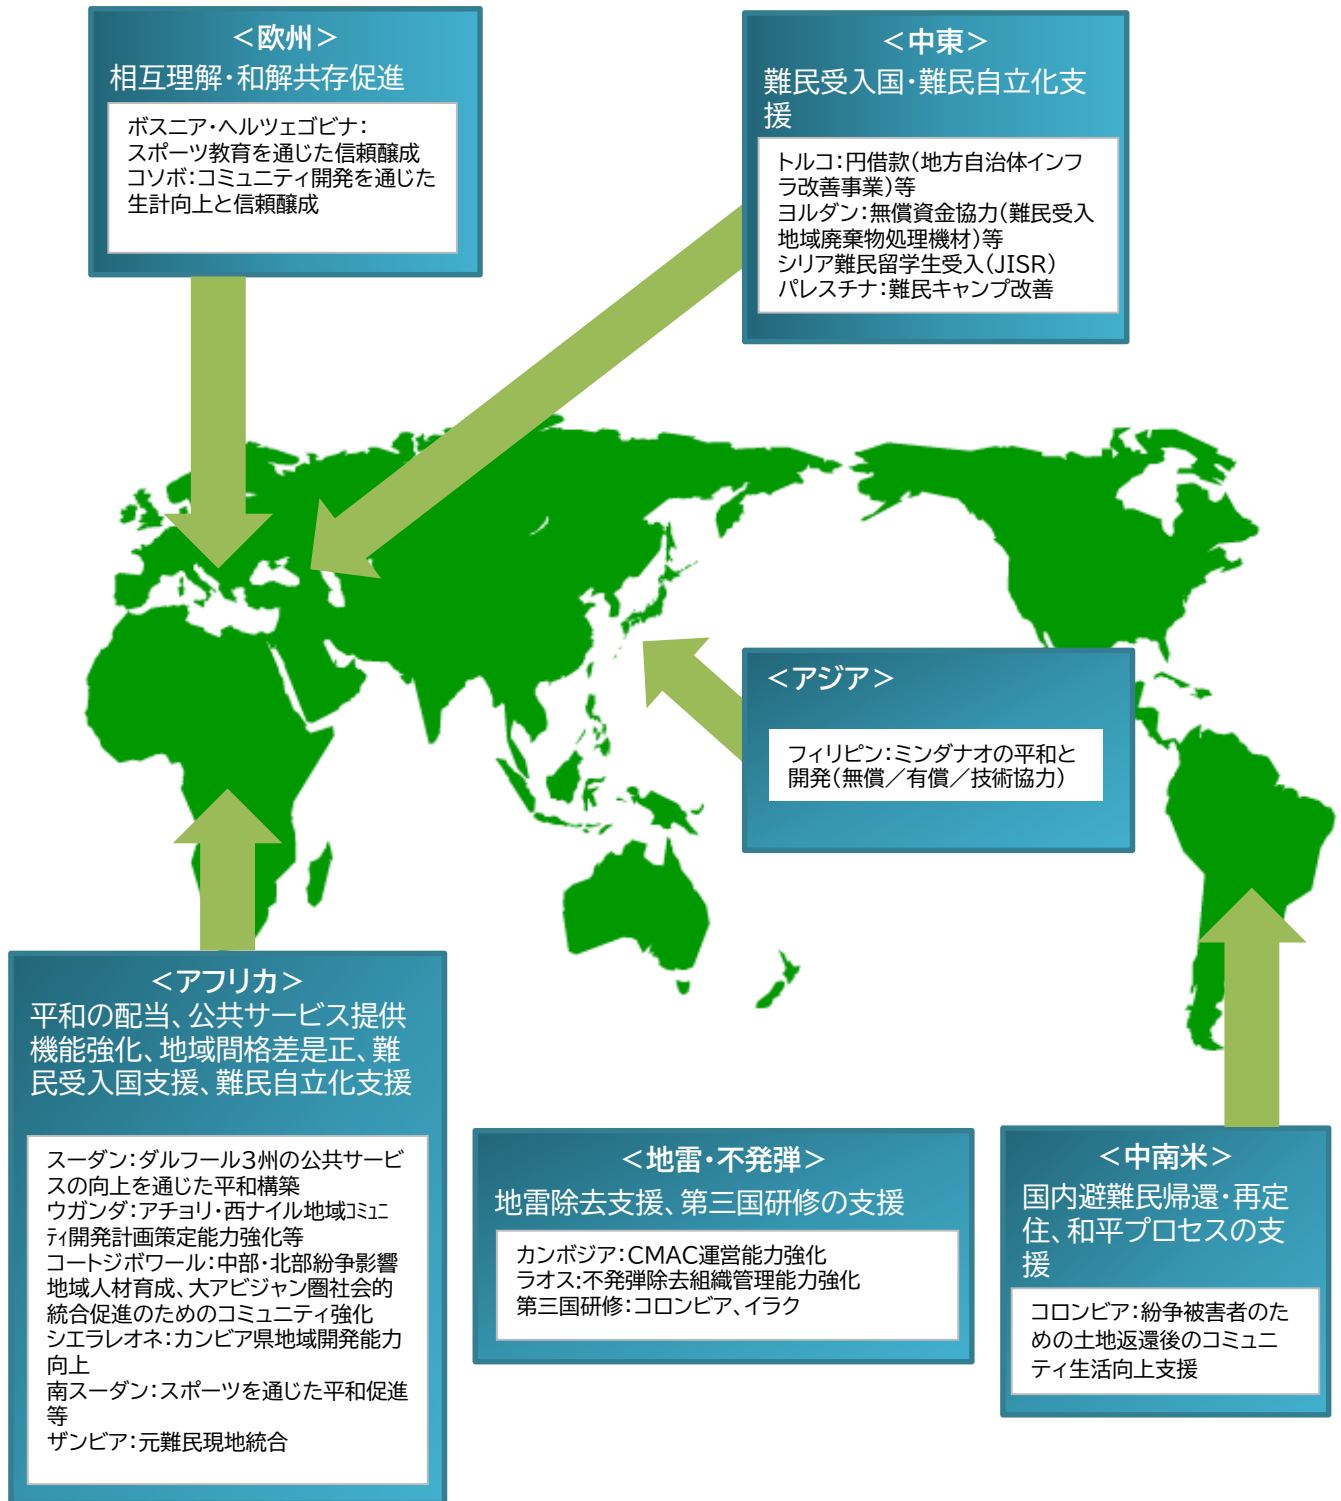 ＜欧州＞
相互理解・和解共存促進
ボスニア・ヘルツェゴビナ：
スポーツ教育を通じた信頼醸成
コソボ：コミュニティ開発を通じた
生計向上と信頼醸成
＜中東＞
難民受入国・難民自立化支
援
トルコ：円借款（地方自治体インフ
ラ改善事業）等
ヨルダン：無償資金協力（難民受入
地域廃棄物処理機材）等
シリア難民留学生受入（JISR）
パレスチナ：難民キャンプ改善
＜アジア＞
フィリピン：ミンダナオの平和と
開発（無償／有償／技術協力）
＜アフリカ＞
平和の配当、公共サービス提供
機能強化、地域間格差是正、難
民受入国支援、難民自立化支援
スーダン：ダルフール３州の公共サービ
スの向上を通じた平和構築
ウガンダ：アチョリ・西ナイル地域ｺﾐｭﾆ
ﾃｨ開発計画策定能力強化等
コートジボワール：中部・北部紛争影響
地域人材育成、大アビジャン圏社会的
統合促進のためのコミュニティ強化
シエラレオネ：カンビア県地域開発能力
向上
南スーダン：スポーツを通じた平和促進
等
ザンビア：元難民現地統合
＜地雷・不発弾＞
地雷除去支援、第三国研修の支援
カンボジア：CMAC運営能力強化
ラオス:不発弾除去組織管理能力強化
第三国研修：コロンビア、イラク
＜中南米＞
国内避難民帰還・再定
住、和平プロセスの支
援
コロンビア：紛争被害者のた
めの土地返還後のコミュニ
ティ生活向上支援